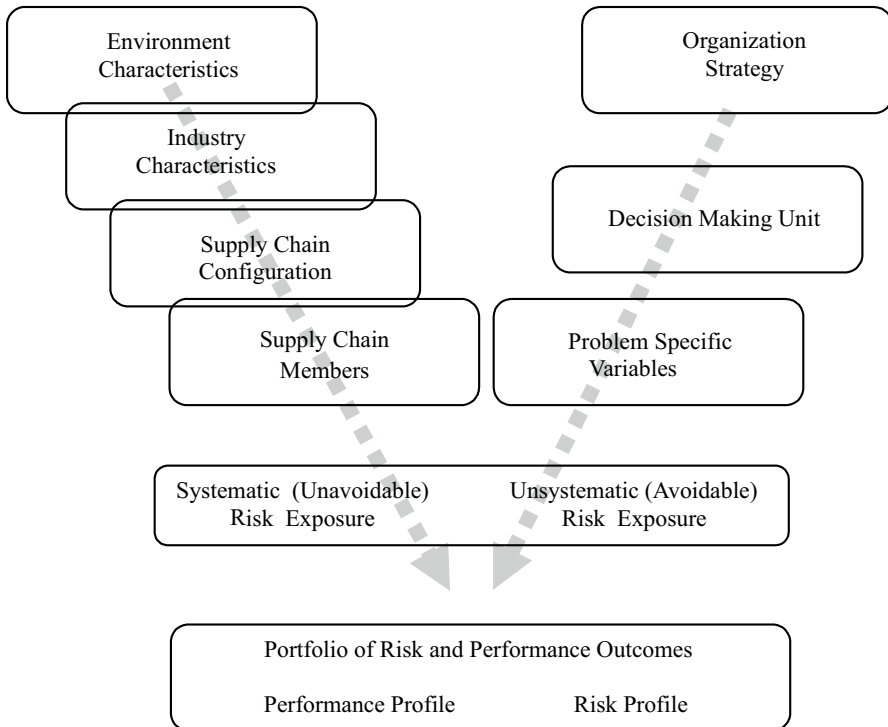 Environment
Characteristics
Organization
Strategy
Industry
Characteristics
Decision Making Unit
Supply Chain
Configuration
Supply Chain
Members
Problem Specific
Variables
Systematic (Unavoidable)
Risk Exposure
Unsystematic (Avoidable)
Risk Exposure
Portfolio of Risk and Performance Outcomes
Performance Profile
Risk Profile